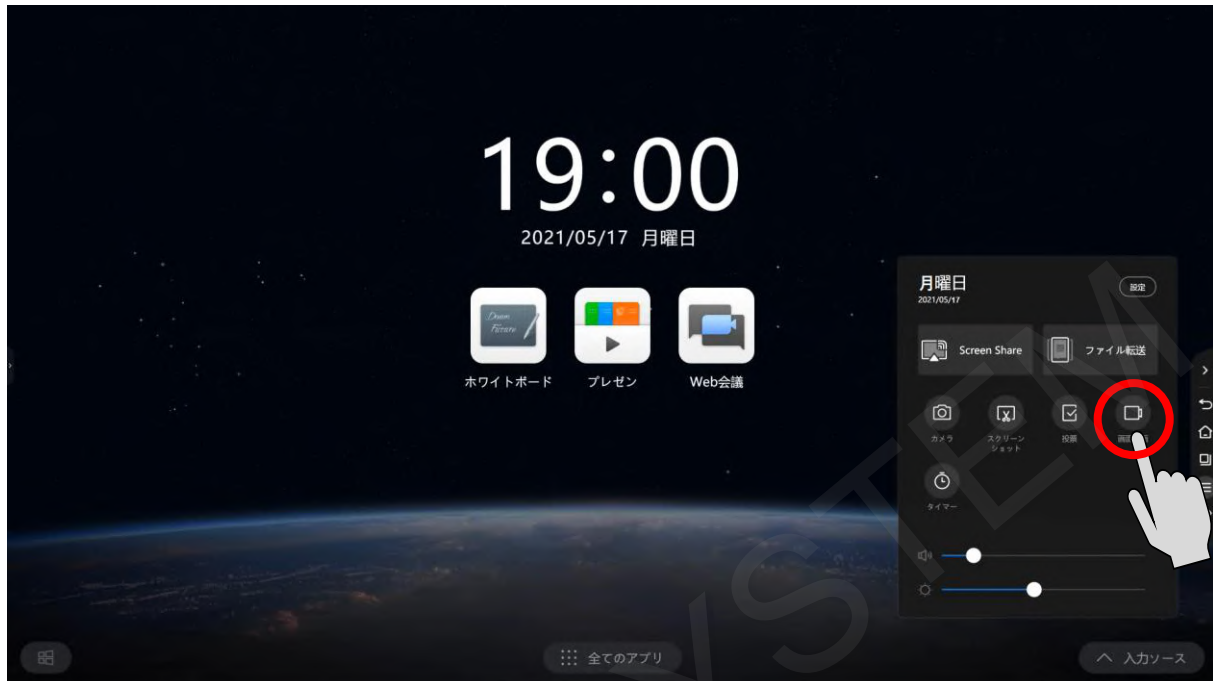 19:00
2021/05/17 月曜日
Dream
Future
ホワイトボード
プレゼン
Web会議
月曜日
2021/05/17
設定
Screen Share
ファイル転送
カメラ
スクリーン
ショット
投票
タイマー
全てのアプリ
入力ソース
YSTEM